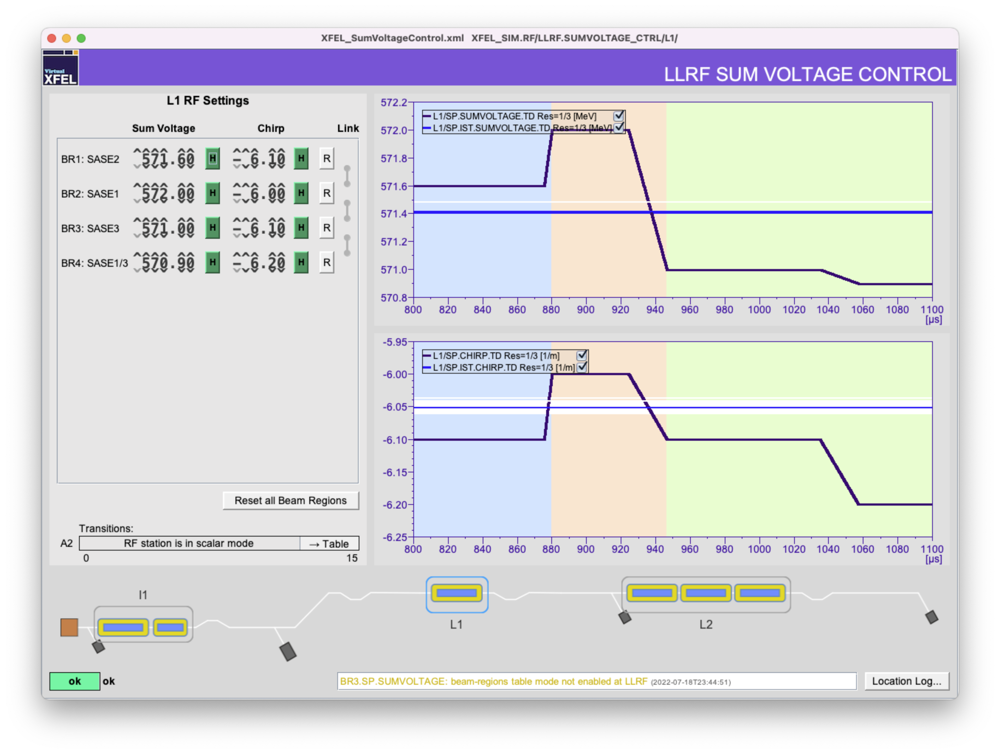 XFEL_SumVoltageControl.xml XFEL_SIM.RF/LLRF.SUMVOLTAGE_CTRL/L1/
Virtual
XFEL
LLRF SUM VOLTAGE CONTROL
L1 RF Settings
Sum Voltage Chirp Link
BR1: SASE2 571.60 H -6.10 H R
BR2: SASE1 572.00 H -6.00 H R
BR3: SASE3 571.00 H -6.10 H R
BR4: SASE1/3 570.90 H -6.20 H R
Reset all Beam Regions
Transitions:
A2 RF station is in scalar mode → Table
0 15
572.2
L1/SP.SUMVOLTAGE.TD Res=1/3 [MeV]
L1/SP.IST.SUMVOLTAGE.TD Res=1/3 [MeV]
572.0
571.8
571.6
571.4
571.2
571.0
570.8
800 820 840 860 880 900 920 940 960 980 1000 1020 1040 1060 1080 1100
[µs]
-5.95
L1/SP.CHIRP.TD Res=1/3 [1/m]
L1/SP.IST.CHIRP.TD Res=1/3 [1/m]
-6.00
-6.05
-6.10
-6.15
-6.20
-6.25
800 820 840 860 880 900 920 940 960 980 1000 1020 1040 1060 1080 1100
[µs]
I1
L1
L2
ok ok
BR3.SP.SUMVOLTAGE: beam-regions table mode not enabled at LLRF (2022-07-18T23:44:51)
Location Log...